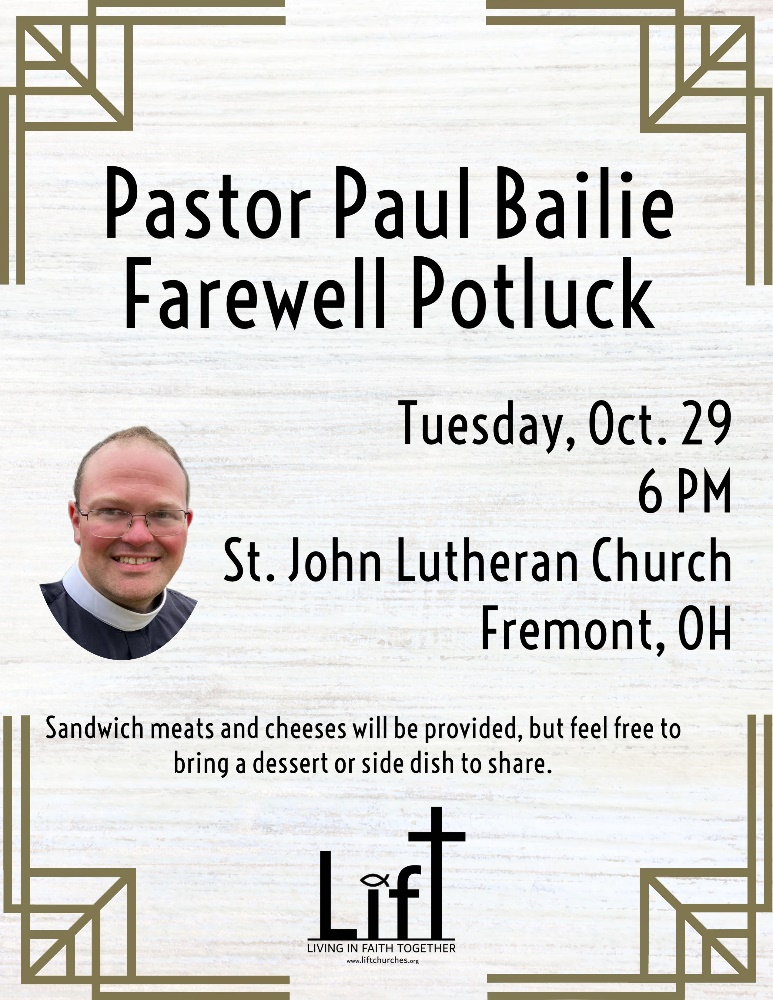 Pastor Paul Bailie
Farewell Potluck
Tuesday, Oct. 29
6 PM
St. John Lutheran Church
Fremont, OH
Sandwich meats and cheeses will be provided, but feel free to
bring a dessert or side dish to share.
Lift
LIVING IN FAITH TOGETHER
www.liftchurches.org